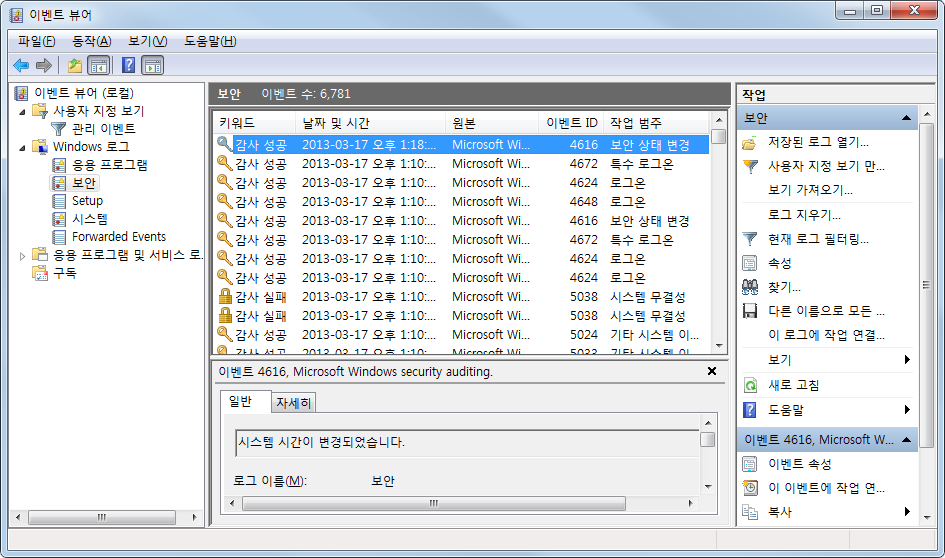 이벤트 뷰어
파일(F) 동작(A) 보기(V) 도움말(H)
이벤트 뷰어 (로컬)
사용자 지정 보기
관리 이벤트
Windows 로그
응용 프로그램
보안
Setup
시스템
Forwarded Events
응용 프로그램 및 서비스 로.
구독
보안 이벤트 수: 6,781
키워드 날짜 및 시간 원본 이벤트 ID 작업 범주
감사 성공 2013-03-17 오후 1:18:... Microsoft Wi... 4616 보안 상태 변경
감사 성공 2013-03-17 오후 1:10:... Microsoft Wi... 4672 특수 로그온
감사 성공 2013-03-17 오후 1:10:... Microsoft Wi... 4624 로그온
감사 성공 2013-03-17 오후 1:10:... Microsoft Wi... 4648 로그온
감사 성공 2013-03-17 오후 1:10:... Microsoft Wi... 4616 보안 상태 변경
감사 성공 2013-03-17 오후 1:10:... Microsoft Wi... 4672 특수 로그온
감사 성공 2013-03-17 오후 1:10:... Microsoft Wi... 4624 로그온
감사 성공 2013-03-17 오후 1:10:... Microsoft Wi... 4624 로그온
감사 실패 2013-03-17 오후 1:10:... Microsoft Wi... 5038 시스템 무결성
감사 실패 2013-03-17 오후 1:10:... Microsoft Wi... 5038 시스템 무결성
감사 성공 2013-03-17 오후 1:10:... Microsoft Wi... 5024 기타 시스템 이...
감사 성공 2013-03-17 오후 1:10:... Microsoft Wi... 5033 기타 시스템 이...
이벤트 4616, Microsoft Windows security auditing.
일반 자세히
시스템 시간이 변경되었습니다.
로그 이름(M): 보안
작업
보안
저장된 로그 열기...
사용자 지정 보기 만...
보기 가져오기...
로그 지우기...
현재 로그 필터링...
속성
찾기...
다른 이름으로 모든 ...
이 로그에 작업 연결...
보기
새로 고침
도움말
이벤트 4616, Microsoft W...
이벤트 속성
이 이벤트에 작업 연...
복사